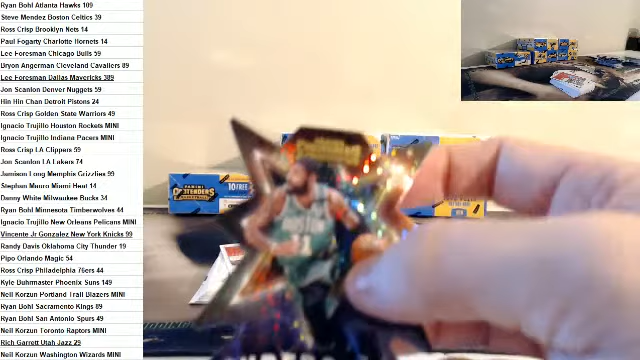 Ryan Bohl Atlanta Hawks 109
Steve Mendez Boston Celtics 39
Ross Crisp Brooklyn Nets 14
Paul Fogarty Charlotte Hornets 14
Lee Foresman Chicago Bulls 59
Bryon Angerman Cleveland Cavaliers 89
Lee Foresman Dallas Mavericks 389
Jon Scanlon Denver Nuggets 59
Hin Hin Chan Detroit Pistons 24
Ross Crisp Golden State Warriors 49
Ignacio Trujillo Houston Rockets MINI
Ignacio Trujillo Indiana Pacers MINI
Ross Crisp LA Clippers 59
Jon Scanlon LA Lakers 74
Jamison Long Memphis Grizzlies 99
Stephan Mauro Miami Heat 14
Danny White Milwaukee Bucks 34
Ryan Bohl Minnesota Timberwolves 44
Ignacio Trujillo New Orleans Pelicans MINI
Vincente Jr Gonzalez New York Knicks 99
Randy Davis Oklahoma City Thunder 19
Pipo Orlando Magic 54
Ross Crisp Philadelphia 76ers 44
Kyle Buhrmaster Phoenix Suns 149
Neil Korzun Portland Trail Blazers MINI
Ryan Bohl Sacramento Kings 89
Ryan Bohl San Antonio Spurs 49
Neil Korzun Toronto Raptors MINI
Rich Garrett Utah Jazz 29
Neil Korzun Washington Wizards MINI
PANINI
CONTENDERS
10 FREE
BOSTON